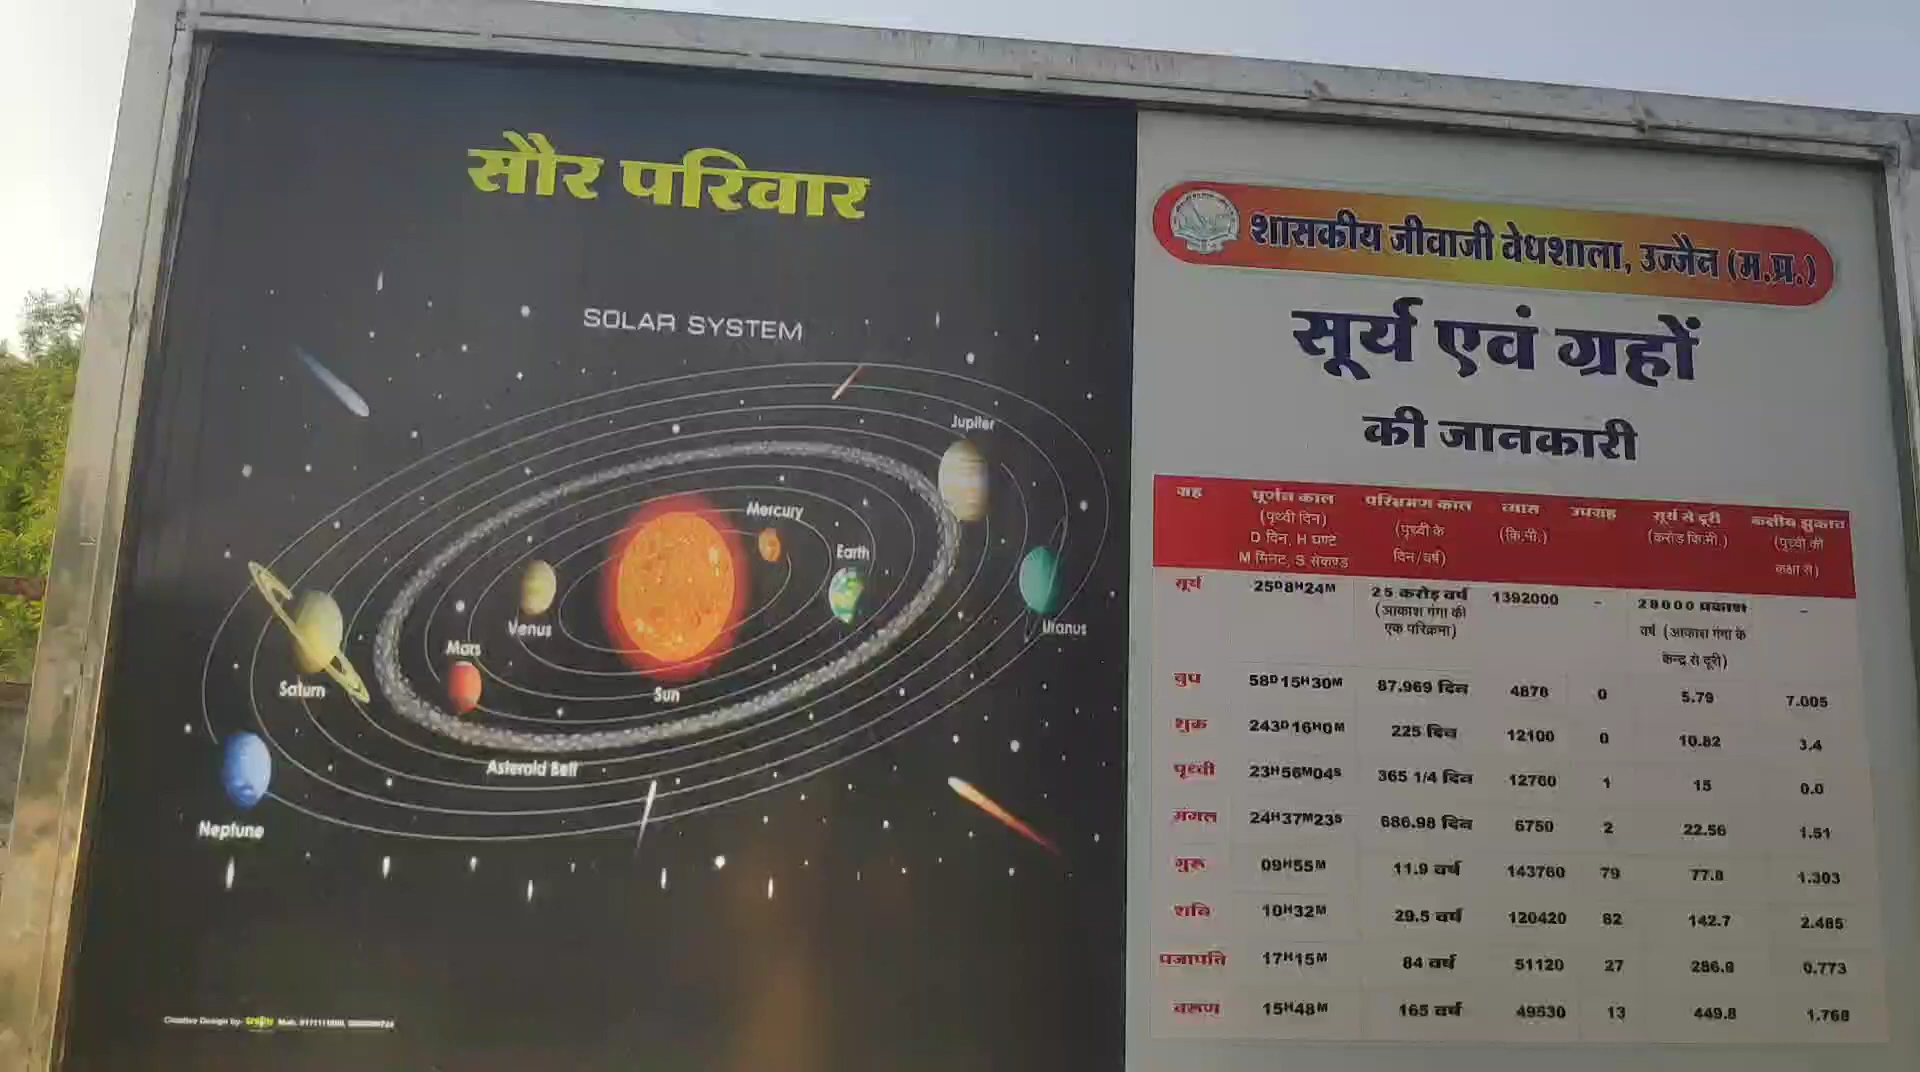 सौर परिवार
SOLAR SYSTEM
Jupiter
Mercury
Earth
Venus
Uranus
Mars
Saturn
Sun
Asteroid Belt
Neptune
Creative Design by-
शासकीय जीवाजी वेधशाला, उज्जैन (म.प्र.)
सूर्य एवं ग्रहों
की जानकारी
ग्रह पूर्णन काल (पृथ्वी दिन) D दिन, H घण्टे M मिनट, S सेकण्ड परिभ्रमण काल (पृथ्वी के दिन/वर्ष) व्यास (कि.मी.) उपग्रह सूर्य से दूरी (करोड़ कि.मी.) कक्षीय झुकाव (पृथ्वी की कक्षा से)
सूर्य 25D8H24M 25 करोड़ वर्ष (आकाश गंगा की एक परिक्रमा) 1392000 - 28000 प्रकाश वर्ष (आकाश गंगा के केन्द्र से दूरी) -
बुध 58D15H30M 87.969 दिन 4878 0 5.79 7.005
शुक्र 243D16H0M 225 दिन 12100 0 10.82 3.4
पृथ्वी 23H56M04S 365 1/4 दिन 12760 1 15 0.0
मंगल 24H37M23S 686.98 दिन 6750 2 22.56 1.51
गुरू 09H55M 11.9 वर्ष 143760 79 77.8 1.303
शनि 10H32M 29.5 वर्ष 120420 82 142.7 2.485
प्रजापति 17H15M 84 वर्ष 51120 27 286.9 0.773
वरूण 15H48M 165 वर्ष 49530 13 449.8 1.768